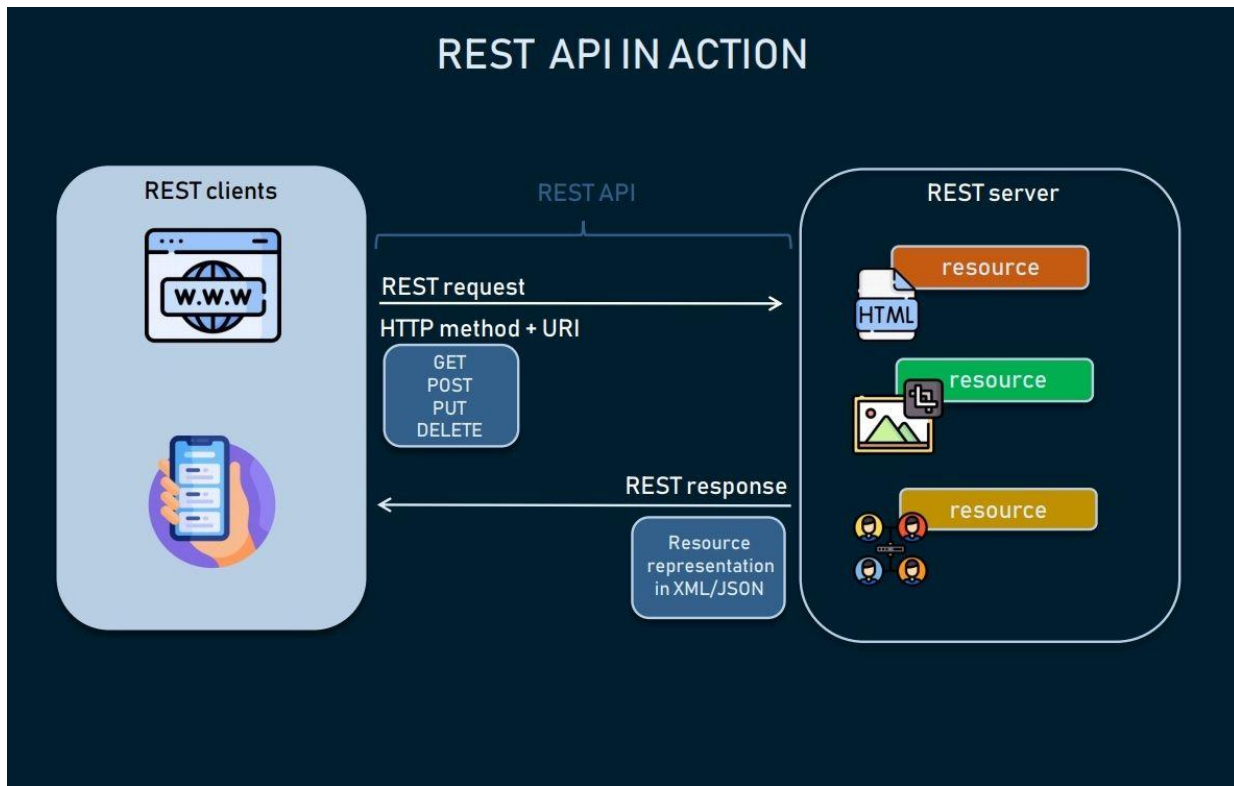 REST API IN ACTION
REST clients
W.W.W
REST API
REST request
HTTP method + URI
GET
POST
PUT
DELETE
REST response
Resource
representation
in XML/JSON
REST server
resource
HTML
resource
resource